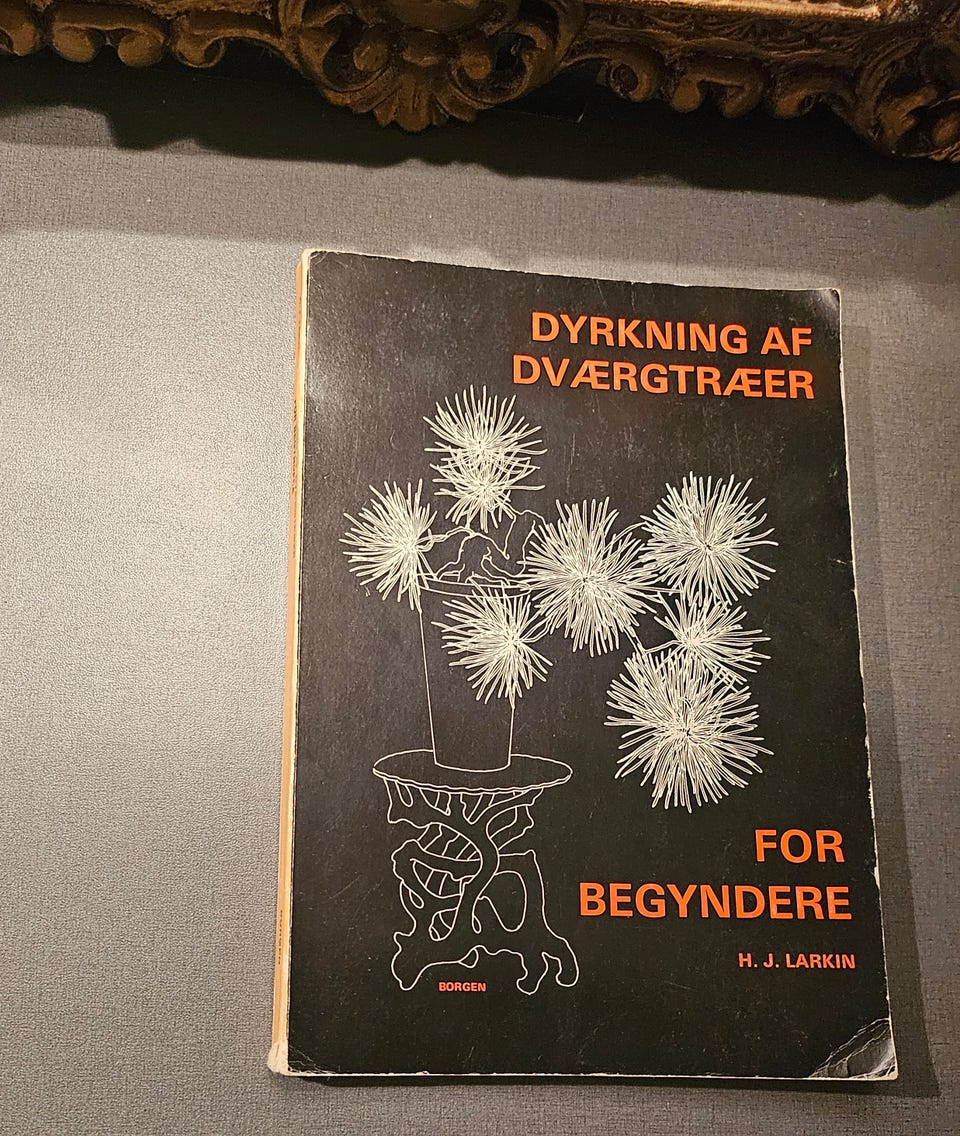 DYRKNING AF
DVÆRGTRÆER
FOR
BEGYNDERE
H. J. LARKIN
BORGEN